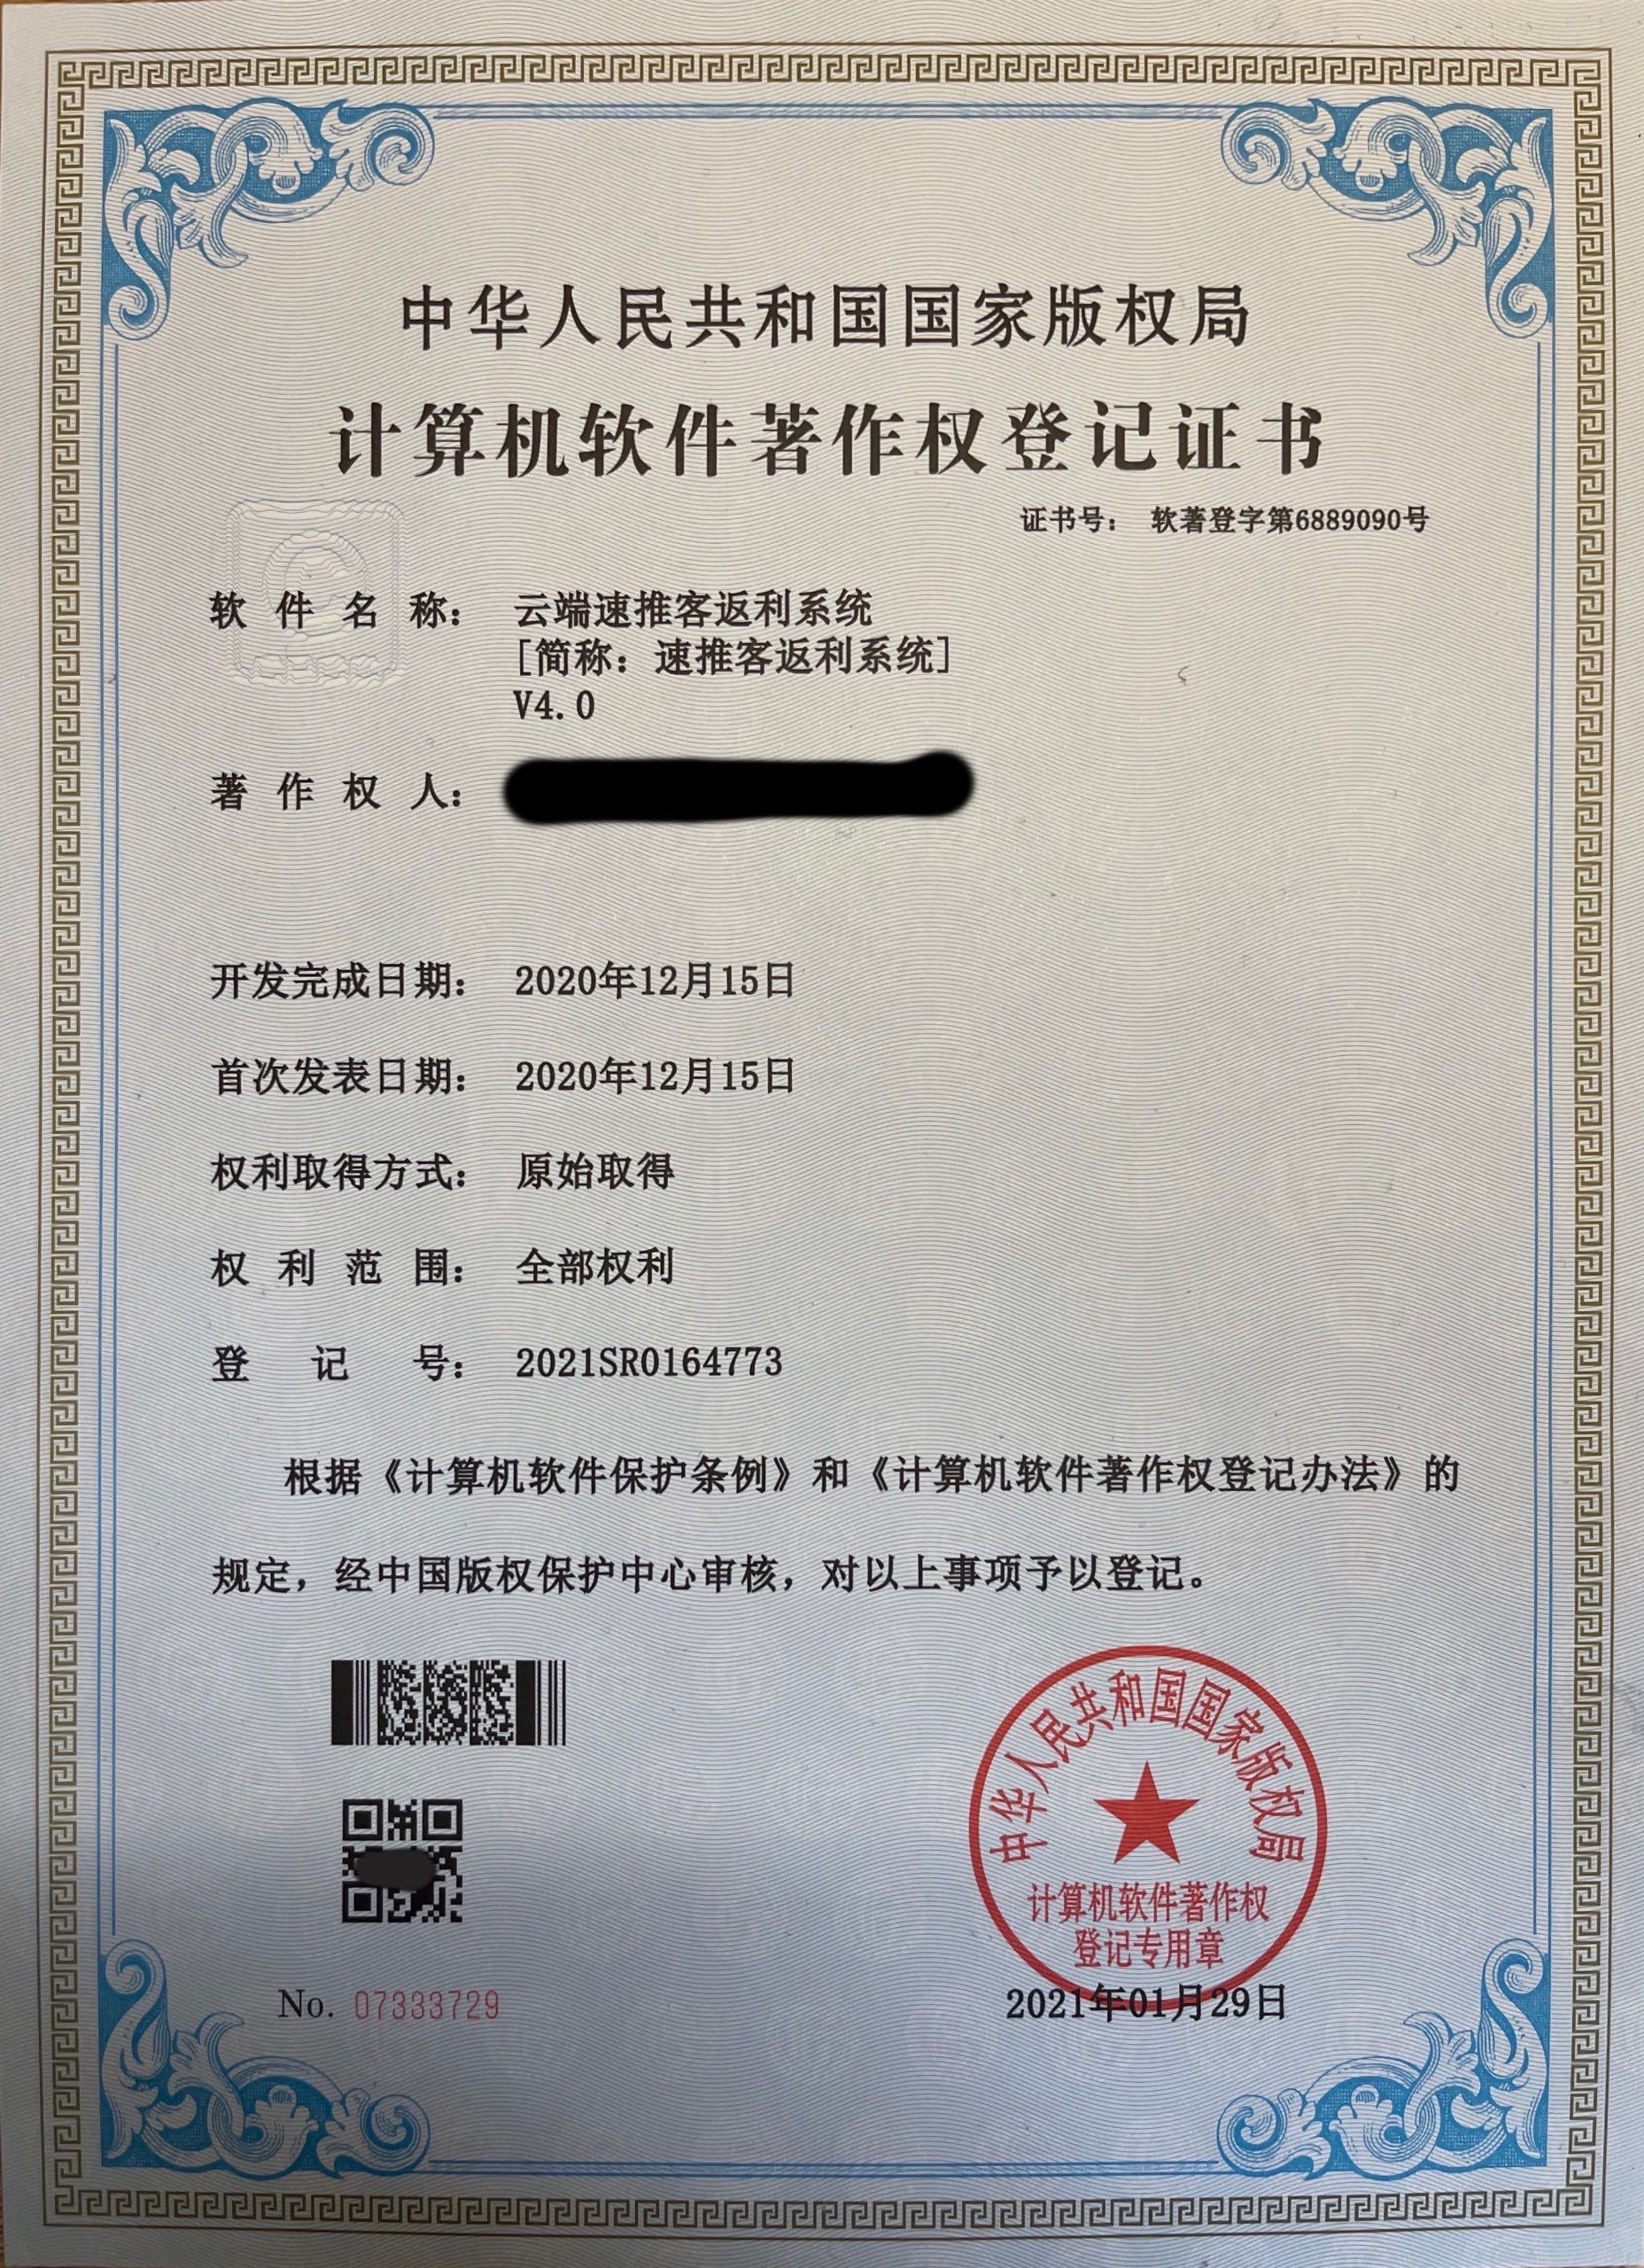 中华人民共和国国家版权局
计算机软件著作权登记证书
证书号： 软著登字第6889090号
软件名称： 云端速推客返利系统
[简称：速推客返利系统]
V4.0
著作权人：
开发完成日期： 2020年12月15日
首次发表日期： 2020年12月15日
权利取得方式： 原始取得
权利范围： 全部权利
登记号： 2021SR0164773
根据《计算机软件保护条例》和《计算机软件著作权登记办法》的
规定，经中国版权保护中心审核，对以上事项予以登记。
中华人民共和国国家版权局
计算机软件著作权
登记专用章
No. 07333729
2021年01月29日